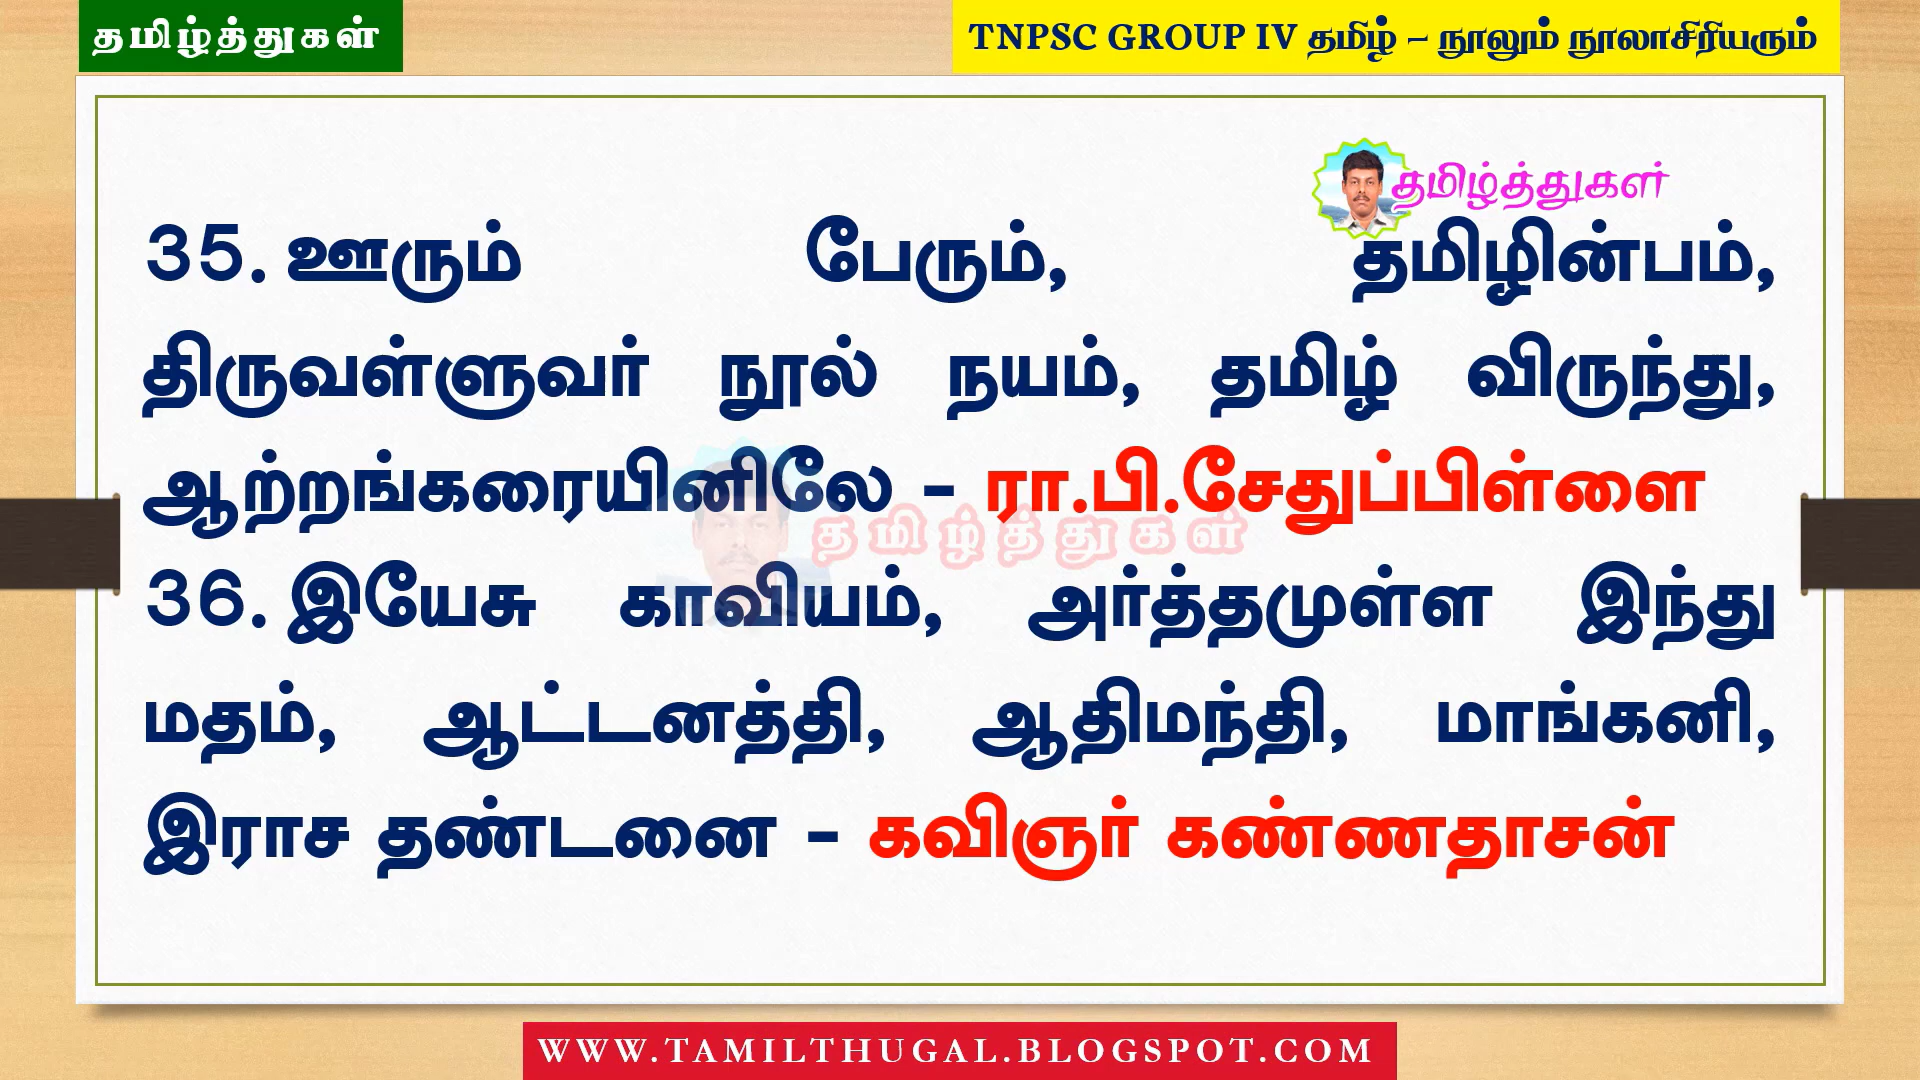 தமிழ்த்துகள்
TNPSC GROUP IV தமிழ் – நூலும் நூலாசிரியரும்
தமிழ்த்துகள்
35. ஊரும் பேரும், தமிழின்பம்,
திருவள்ளுவர் நூல் நயம், தமிழ் விருந்து,
ஆற்றங்கரையினிலே - ரா.பி.சேதுப்பிள்ளை
தமிழ்த்துகள்
36. இயேசு காவியம், அர்த்தமுள்ள இந்து
மதம், ஆட்டனத்தி, ஆதிமந்தி, மாங்கனி,
இராச தண்டனை - கவிஞர் கண்ணதாசன்
WWW.TAMILTHUGAL.BLOGSPOT.COM